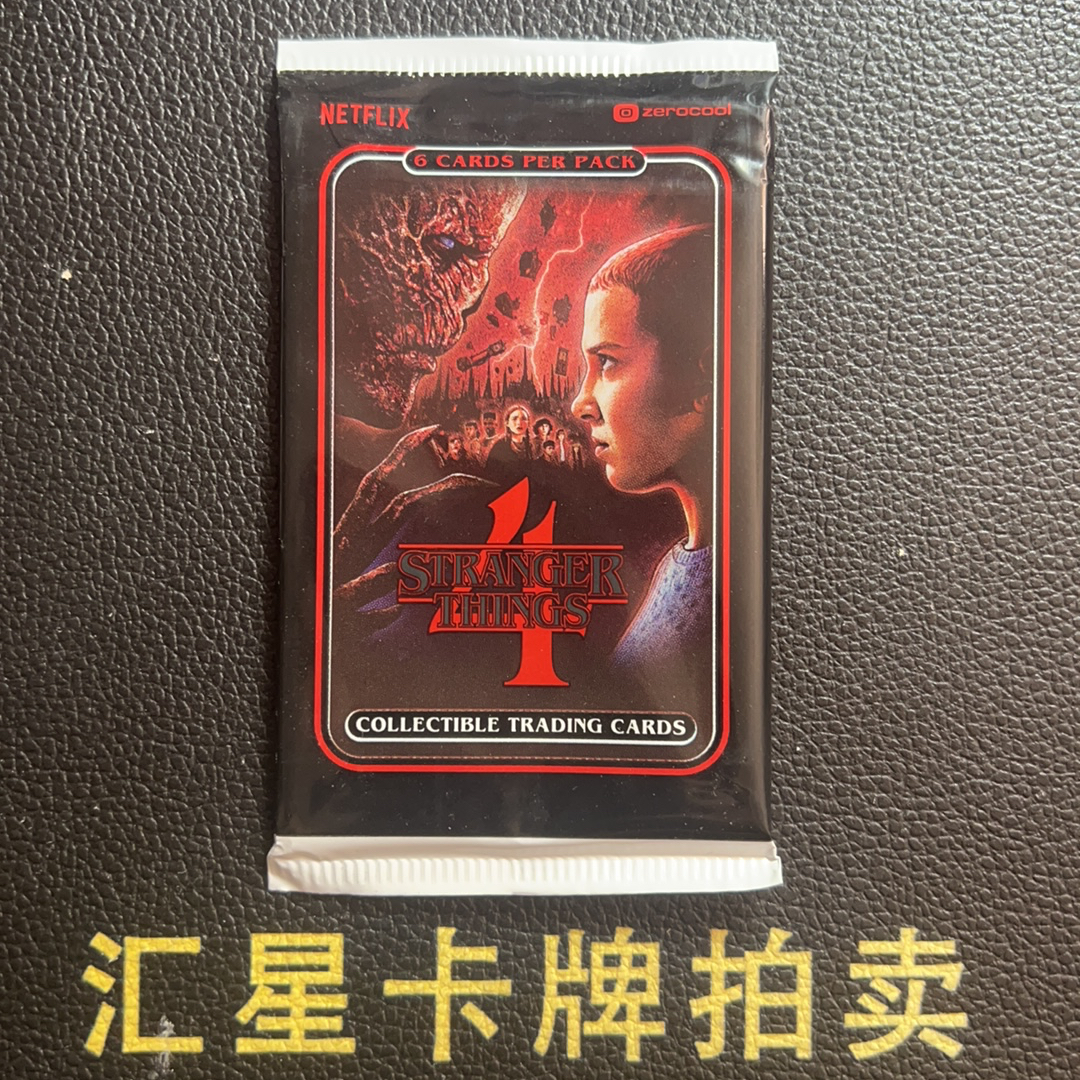 NETFLIX zerocool
6 CARDS PER PACK
4
STRANGER
THINGS
COLLECTIBLE TRADING CARDS
汇星卡牌拍卖